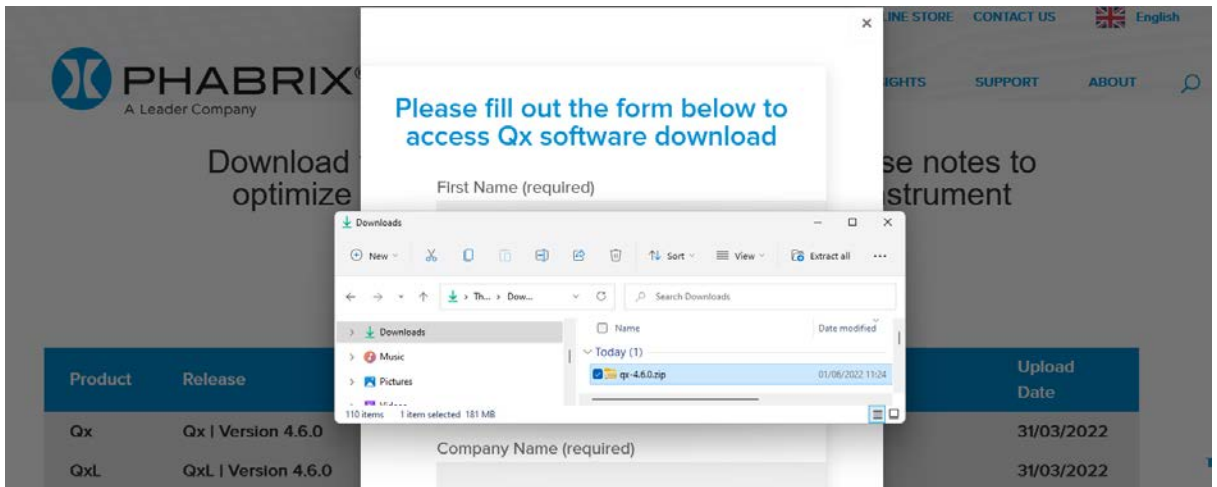 LINE STORE
CONTACT US
English
PHABRIX®
A Leader Company
IGHTS
SUPPORT
ABOUT
Please fill out the form below to
access Qx software download
Download
se notes to
optimize
strument
First Name (required)
Downloads
New
Sort
View
Extract all
Th...
Dow...
Search Downloads
Downloads
Name
Date modified
Today (1)
Music
qx-4.6.0.zip
01/06/2022 11:24
Pictures
Videos
110 items
1 item selected 181 MB
Product
Release
Upload
Date
Qx
Qx | Version 4.6.0
31/03/2022
Company Name (required)
QxL
QxL | Version 4.6.0
31/03/2022